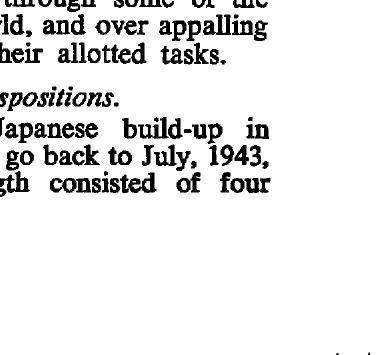 through some of the
ld, and over appalling
heir allotted tasks.
spositions.
Japanese build-up in
go back to July, 1943,
gth consisted of four